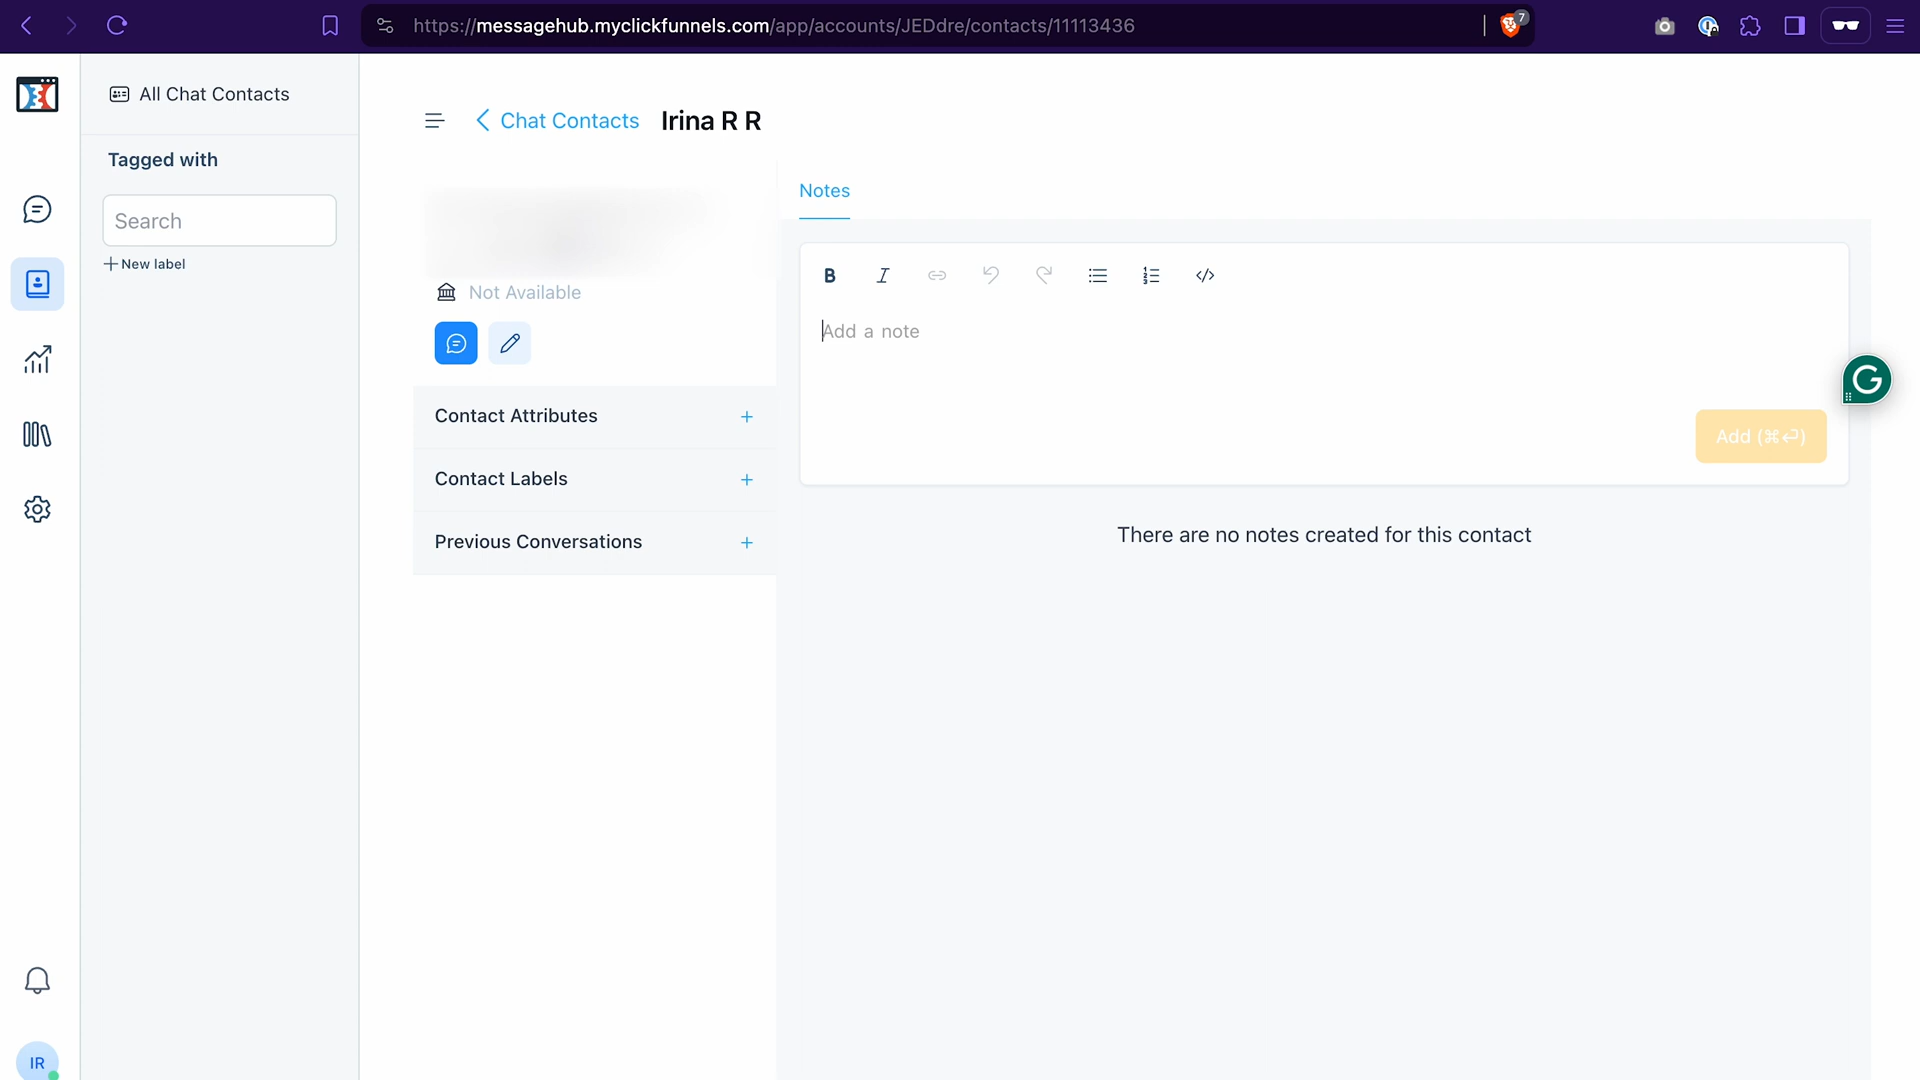 https://messagehub.myclickfunnels.com/app/accounts/JEDdre/contacts/11113436
7
All Chat Contacts
Tagged with
Search
New label
IR
Chat Contacts
Irina R R
Not Available
Contact Attributes
Contact Labels
Previous Conversations
Notes
Add a note
Add (⌘⏎)
There are no notes created for this contact